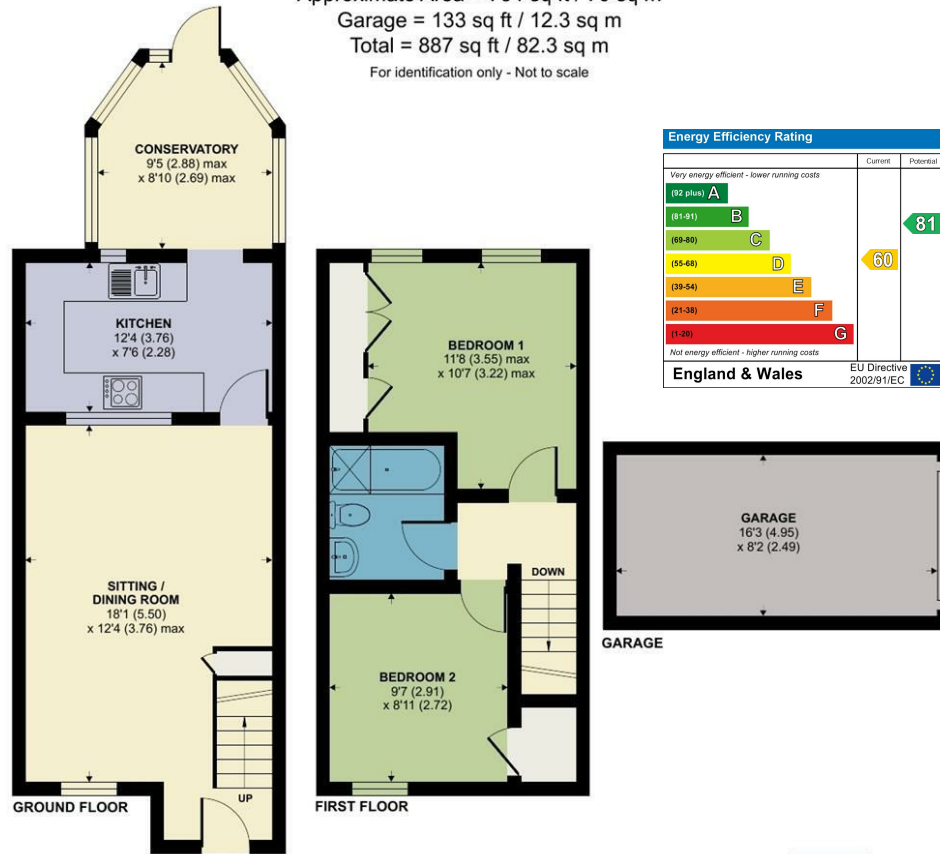 Garage = 133 sq ft / 12.3 sq m
Total = 887 sq ft / 82.3 sq m
For identification only - Not to scale
CONSERVATORY
9'5 (2.88) max
x 8'10 (2.69) max
KITCHEN
12'4 (3.76)
x 7'6 (2.28)
SITTING /
DINING ROOM
18'1 (5.50)
x 12'4 (3.76) max
UP
GROUND FLOOR
BEDROOM 1
11'8 (3.55) max
x 10'7 (3.22) max
DOWN
BEDROOM 2
9'7 (2.91)
x 8'11 (2.72)
FIRST FLOOR
Energy Efficiency Rating
Current
Potential
Very energy efficient - lower running costs
(92 plus) A
(81-91) B
(69-80) C
(55-68) D
(39-54) E
(21-38) F
(1-20) G
60
81
Not energy efficient - higher running costs
England & Wales
EU Directive
2002/91/EC
GARAGE
16'3 (4.95)
x 8'2 (2.49)
GARAGE